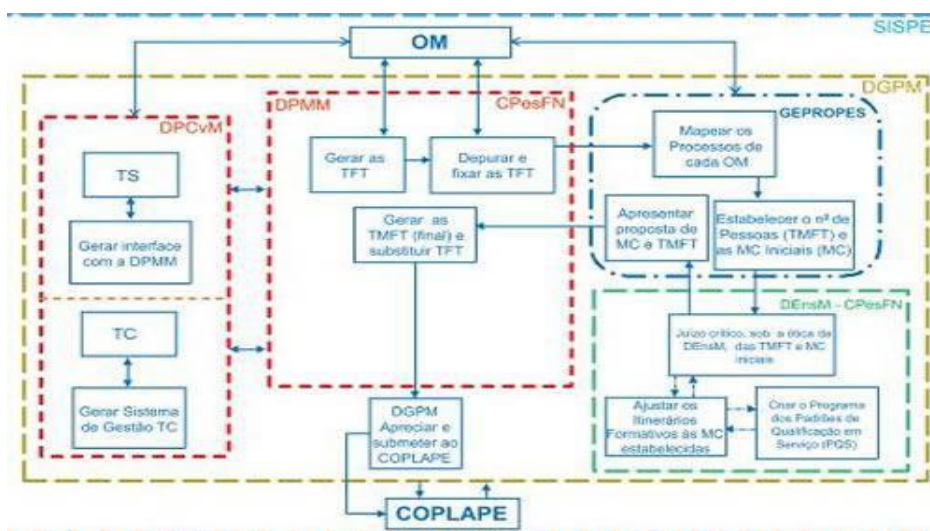 SISPE
OM
DGPM
DPMM
CPesFN
DPCvM
GEPROPES
TS
Gerar as
TFT
Depurar e
fixar as TFT
Mapear os
Processos de
cada OM
Gerar interface
com a DPMM
Gerar as
TMFT (final) e
substituir TFT
Apresentar
proposta de
MC e TMFT
Estabelecer o nº de
Pessoas (TMFT) e
as MC Iniciais (MC)
DEnsM - CPesFN
TC
Juízo crítico, sob a ótica da
DEnsM, das TMFT e MC
iniciais
Gerar Sistema
de Gestão TC
DGPM
Apreciar e
submeter ao
COPLAPE
Ajustar os
Itinerários
Formativos às MC
estabelecidas
Criar o Programa
dos Padrões de
Qualificação em
Serviço (PQS)
COPLAPE